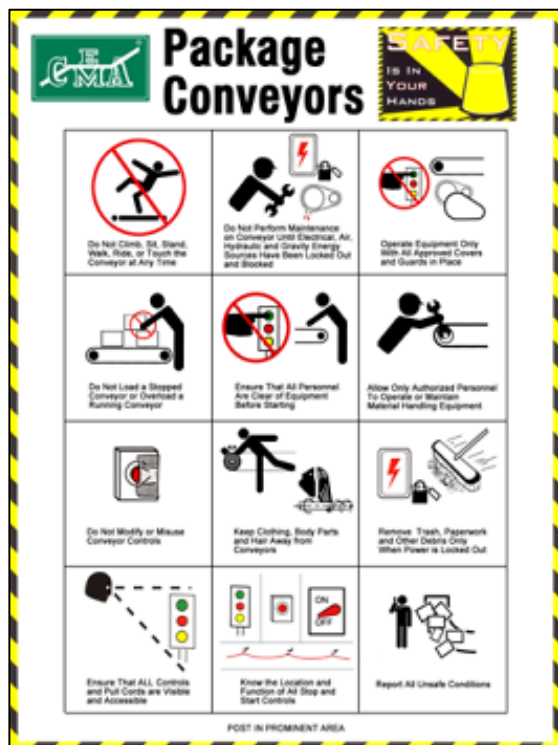 CEMA
Package
Conveyors
SAFETY
IS IN
YOUR
HANDS
Do Not Climb, Sit, Stand,
Walk, Ride, or Touch the
Conveyor at Any Time
Do Not Perform Maintenance
on Conveyor Until Electrical, Air,
Hydraulic and Gravity Energy
Sources Have Been Locked Out
and Blocked
Operate Equipment Only
With All Approved Covers
and Guards in Place
Do Not Load a Stopped
Conveyor or Overload a
Running Conveyor
Ensure That All Personnel
Are Clear of Equipment
Before Starting
Allow Only Authorized Personnel
To Operate or Maintain
Material Handling Equipment
Do Not Modify or Misuse
Conveyor Controls
Keep Clothing, Body Parts
and Hair Away from
Conveyors
Remove Trash, Paperwork
and Other Debris Only
When Power is Locked Out
Ensure That ALL Controls
and Pull Cords are Visible
and Accessible
ON
OFF
Know the Location and
Function of All Stop and
Start Controls
Report All Unsafe Conditions
POST IN PROMINENT AREA